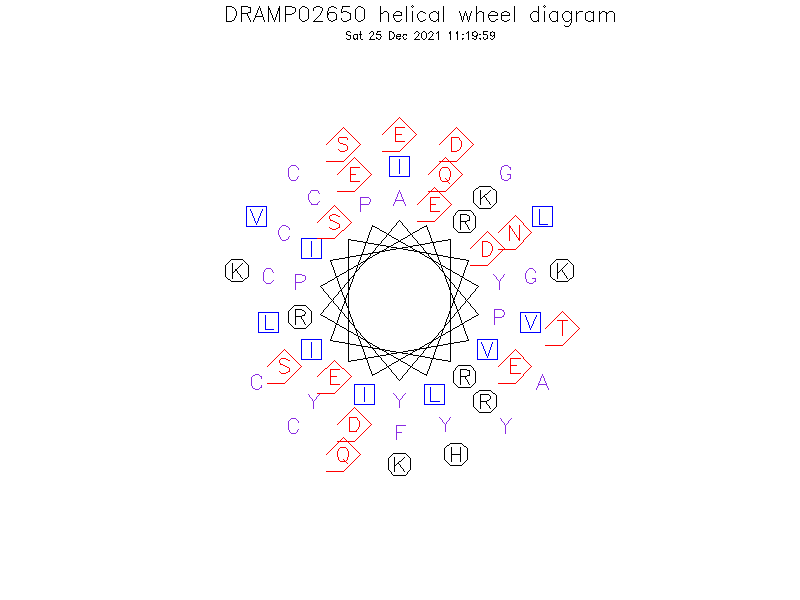 DRAMP02650 helical wheel diagram
Sat 25 Dec 2021 11:19:59
S E D
C E I Q G
C P A E K
V S R L
C N
I D
K C P Y G K
L R P V T
I V
S E
C E R A
Y I Y L R
C D F Y Y
Q K H